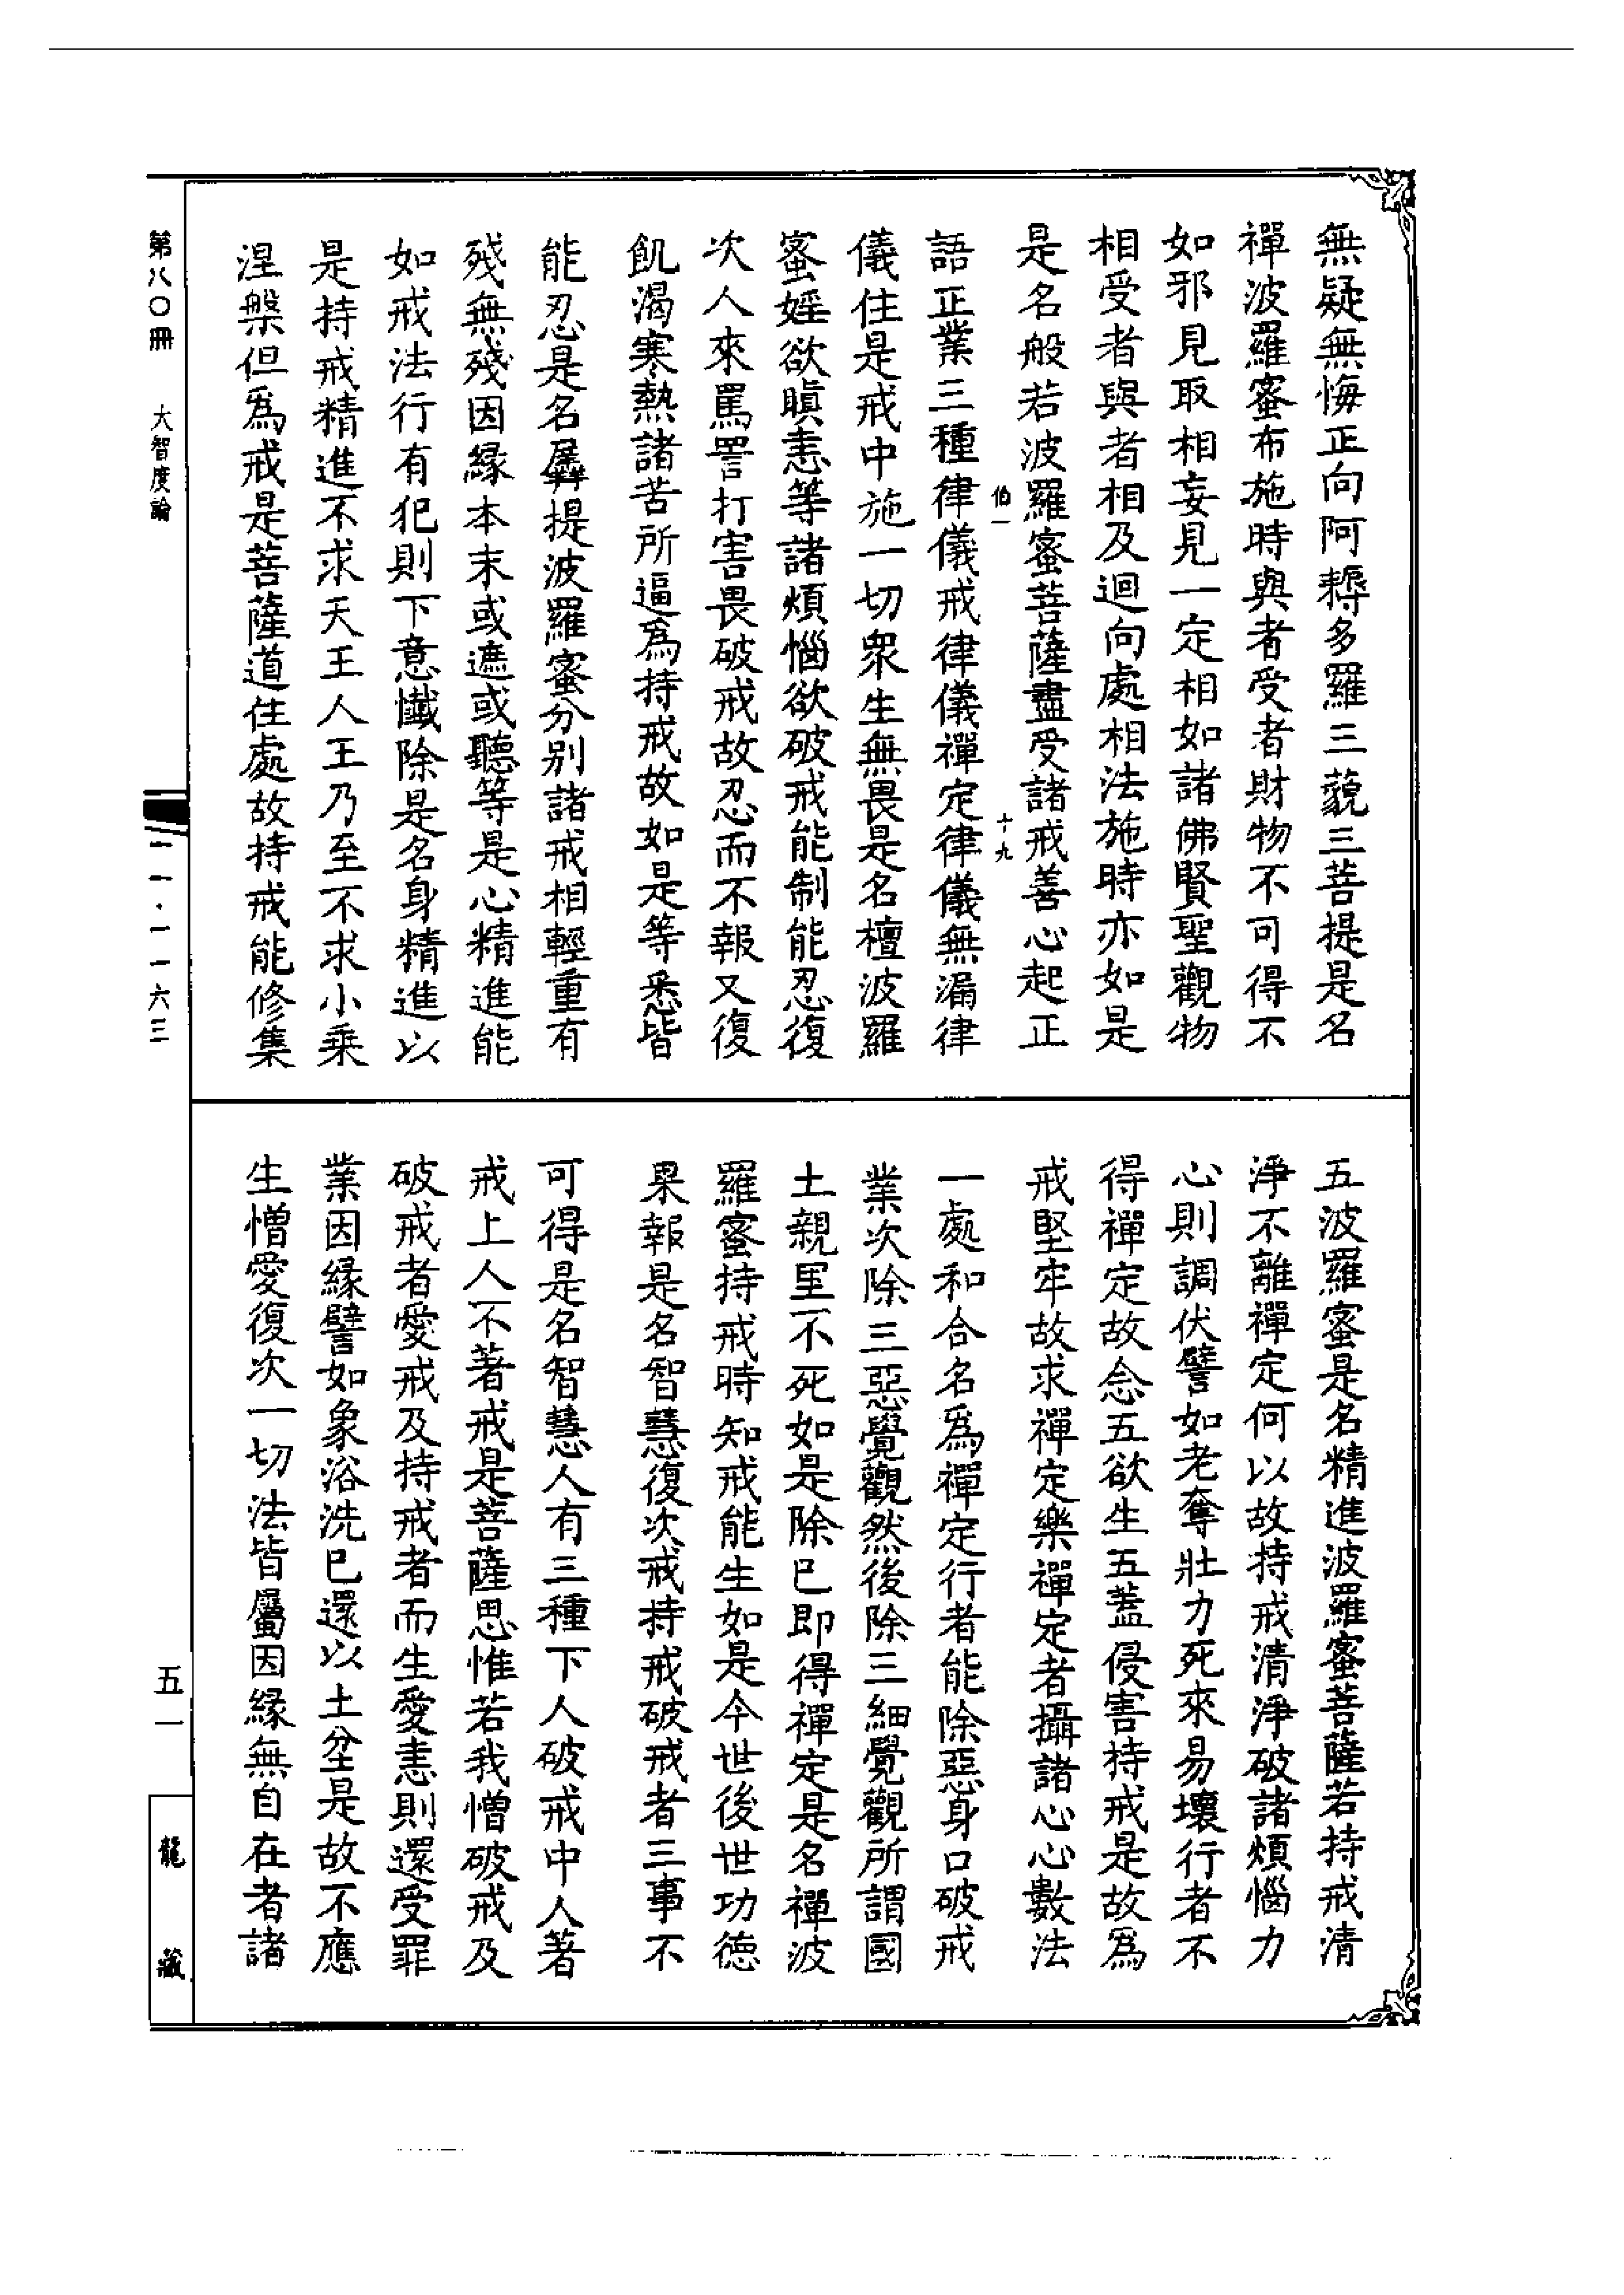 無疑無悔正向阿耨多羅三藐三菩提是名
禪波羅蜜布施時與者受者財物不可得不
如邪見取相妄見一定相如諸佛賢聖觀物
相受者與者相及迴向處相法施時亦如是
是名般若波羅蜜菩薩盡受諸戒善心起正
伯一
十九
語正業三種律儀戒律儀禪定律儀無漏律
儀住是戒中施一切衆生無畏是名檀波羅
蜜婬欲瞋恚等諸煩惱欲破戒能制能忍復
次人來罵詈打害畏破戒故忍而不報又復
飢渴寒熱諸苦所逼爲持戒故如是等悉皆
能忍是名羼提波羅蜜分别諸戒相輕重有
殘無殘因緣本末或遮或聽等是心精進能
如戒法行有犯則下意懺除是名身精進以
是持戒精進不求天王人王乃至不求小乘
涅槃但爲戒是菩薩道住處故持戒能修集
五波羅蜜是名精進波羅蜜菩薩若持戒清
淨不離禪定何以故持戒清淨破諸煩惱力
心則調伏譬如老奪壯力死來易壞行者不
得禪定故念五欲生五蓋侵害持戒是故爲
戒堅牢故求禪定樂禪定者攝諸心心數法
一處和合名爲禪定行者能除惡身口破戒
業次除三惡覺觀然後除三細覺觀所謂國
土親里不死如是除已即得禪定是名禪波
羅蜜持戒時知戒能生如是今世後世功德
果報是名智慧復次戒持戒破戒者三事不
可得是名智慧人有三種下人破戒中人著
戒上人不著戒是菩薩思惟若我憎破戒及
破戒者愛戒及持戒者而生愛恚則還受罪
業因緣譬如象浴洗已還以土坌是故不應
生憎愛復次一切法皆屬因緣無自在者諸
第八〇冊
大智度論
二一·一一六三
五一
龍藏